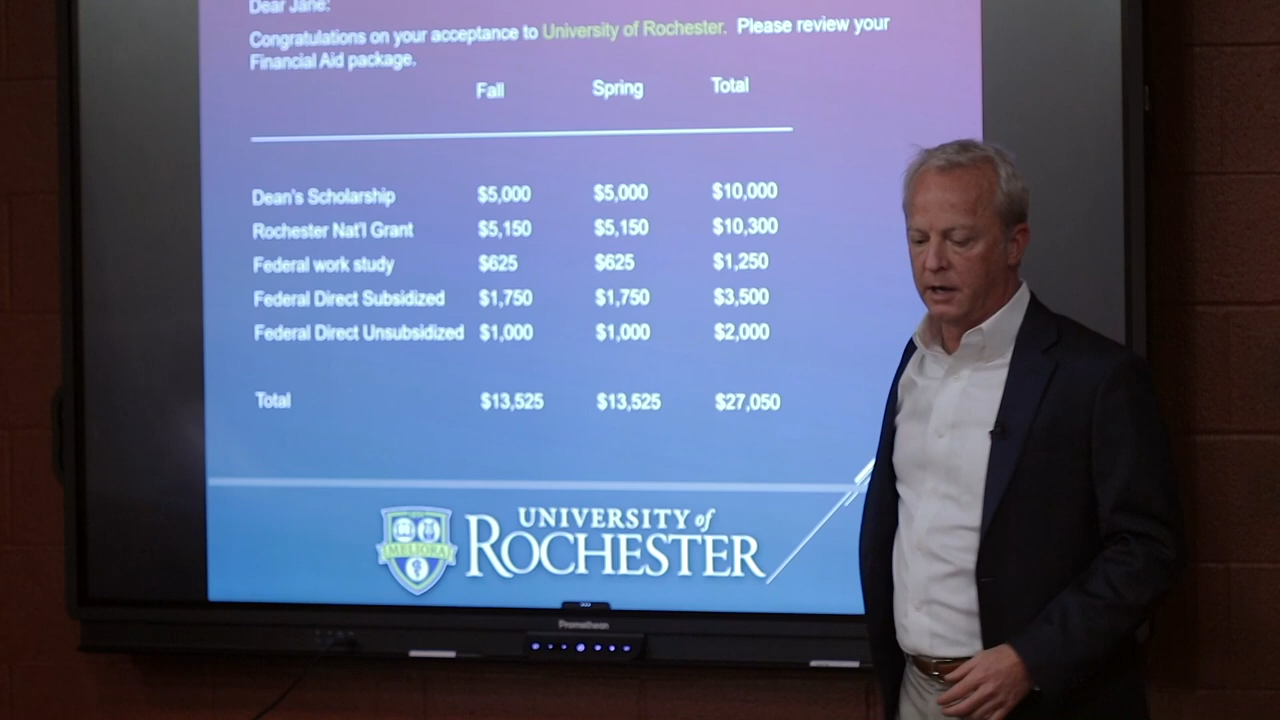 Dear Jane:
Congratulations on your acceptance to University of Rochester. Please review your
Financial Aid package.
Fall Spring Total
Dean's Scholarship $5,000 $5,000 $10,000
Rochester Nat'l Grant $5,150 $5,150 $10,300
Federal work study $625 $625 $1,250
Federal Direct Subsidized $1,750 $1,750 $3,500
Federal Direct Unsubsidized $1,000 $1,000 $2,000
Total $13,525 $13,525 $27,050
UNIVERSITY of
ROCHESTER
MELIORA
Promethean